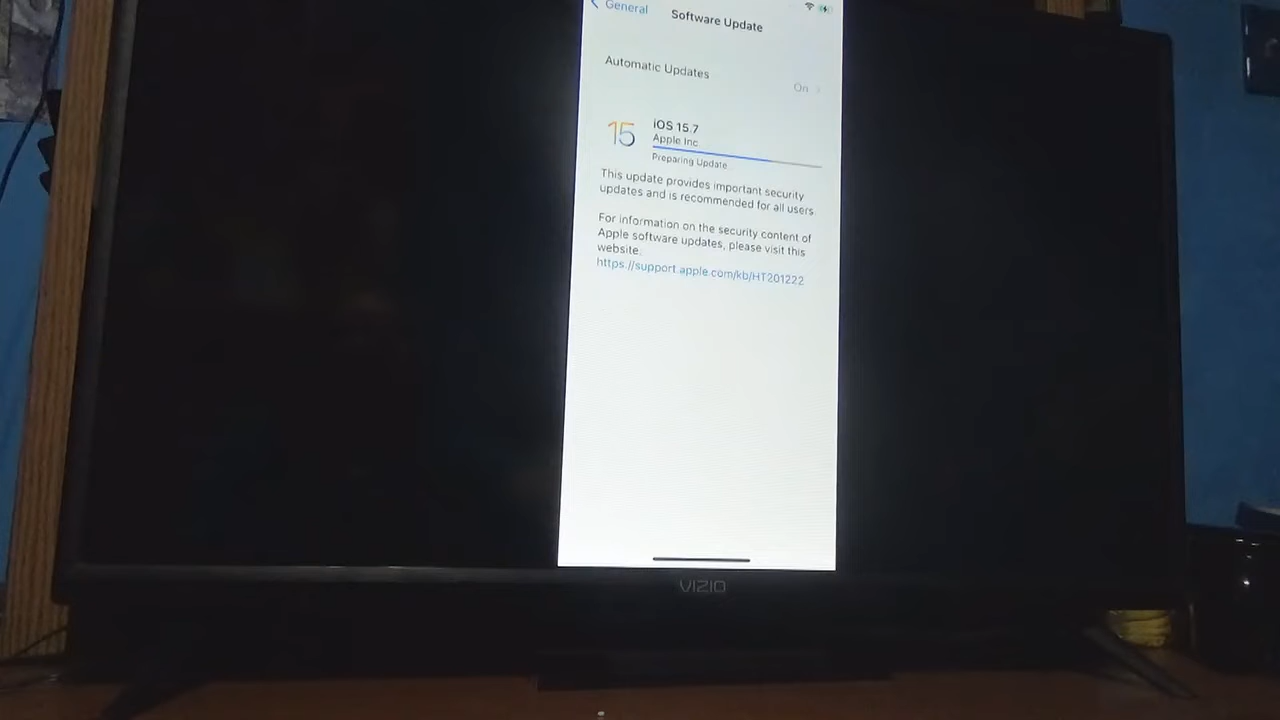 General
Software Update
Automatic Updates
On
15
iOS 15.7
Apple Inc.
Preparing Update...
This update provides important security
updates and is recommended for all users.
For information on the security content of
Apple software updates, please visit this
website:
https://support.apple.com/kb/HT201222
VIZIO